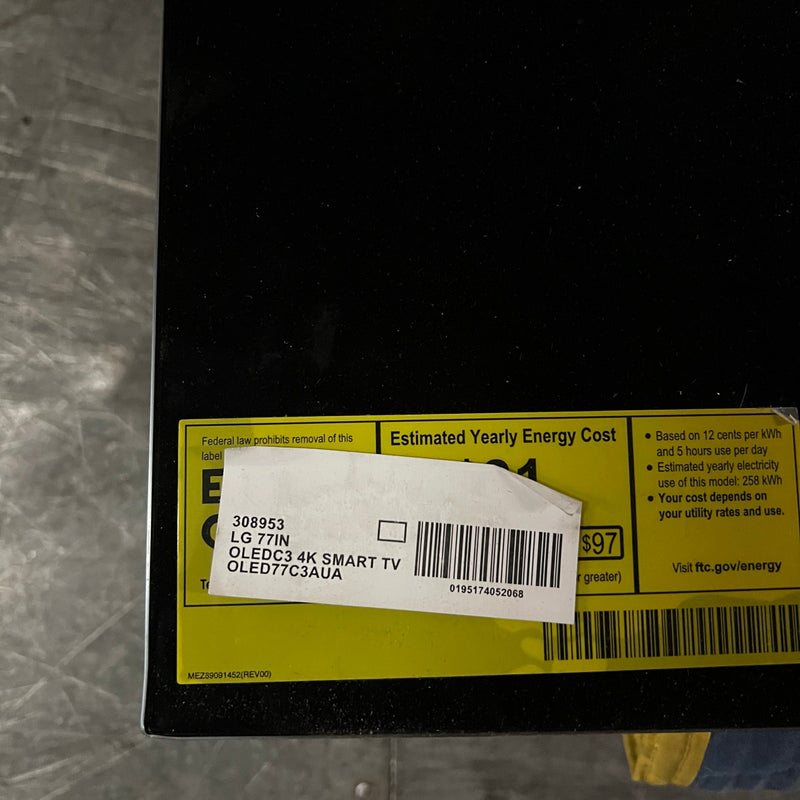 Federal law prohibits removal of this
label
Estimated Yearly Energy Cost
$97
greater)
• Based on 12 cents per kWh
and 5 hours use per day
• Estimated yearly electricity
use of this model: 258 kWh
• Your cost depends on
your utility rates and use.
Visit ftc.gov/energy
308953
LG 77IN
OLEDC3 4K SMART TV
OLED77C3AUA
0195174052068
MEZ69091452(REV00)